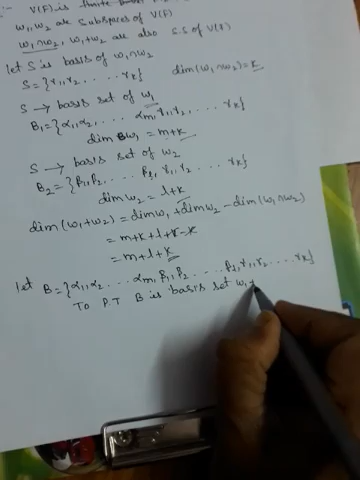 :- V(F) is finite dim
w₁, w₂ are Subspaces of V(F)
w₁∩w₂, w₁+w₂ are also S.S of V(F)
let S is basis of w₁∩w₂
S = {γ₁, γ₂, .... γₖ} dim(w₁∩w₂) = k
S → basis set of w₁
B₁ = {α₁, α₂, .... αₘ, γ₁, γ₂, .... γₖ}
dim w₁ = m+k
S → basis set of w₂
B₂ = {β₁, β₂, .... βₗ, γ₁, γ₂, .... γₖ}
dim w₂ = l+k
dim(w₁+w₂) = dim w₁ + dim w₂ - dim(w₁∩w₂)
= m+k+l+k-k
= m+l+k
let B = {α₁, α₂ .... αₘ, β₁, β₂ .... βₗ, γ₁, γ₂ .... γₖ}
To P.T B is basis set w₁+